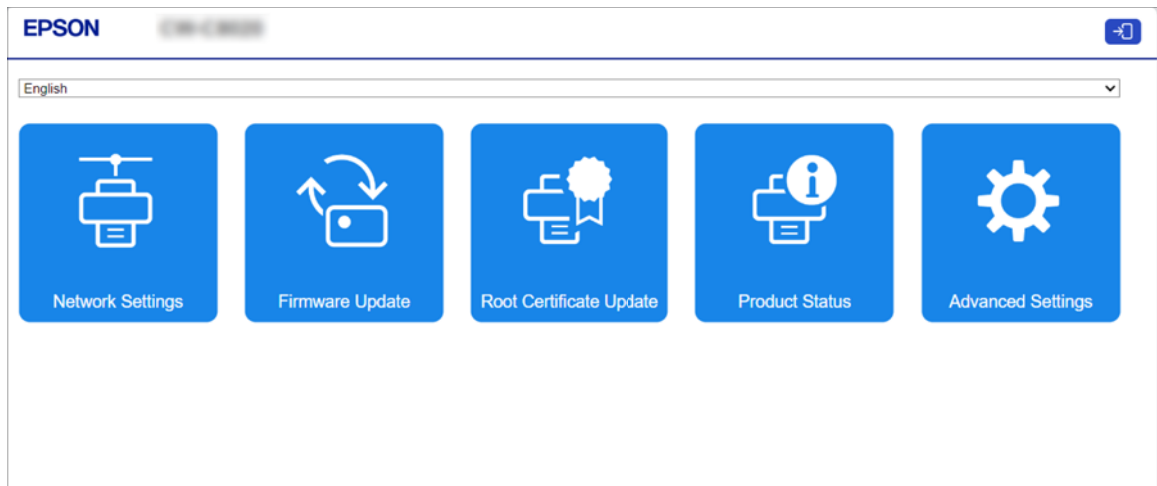 EPSON
English
Network Settings
Firmware Update
Root Certificate Update
Product Status
Advanced Settings